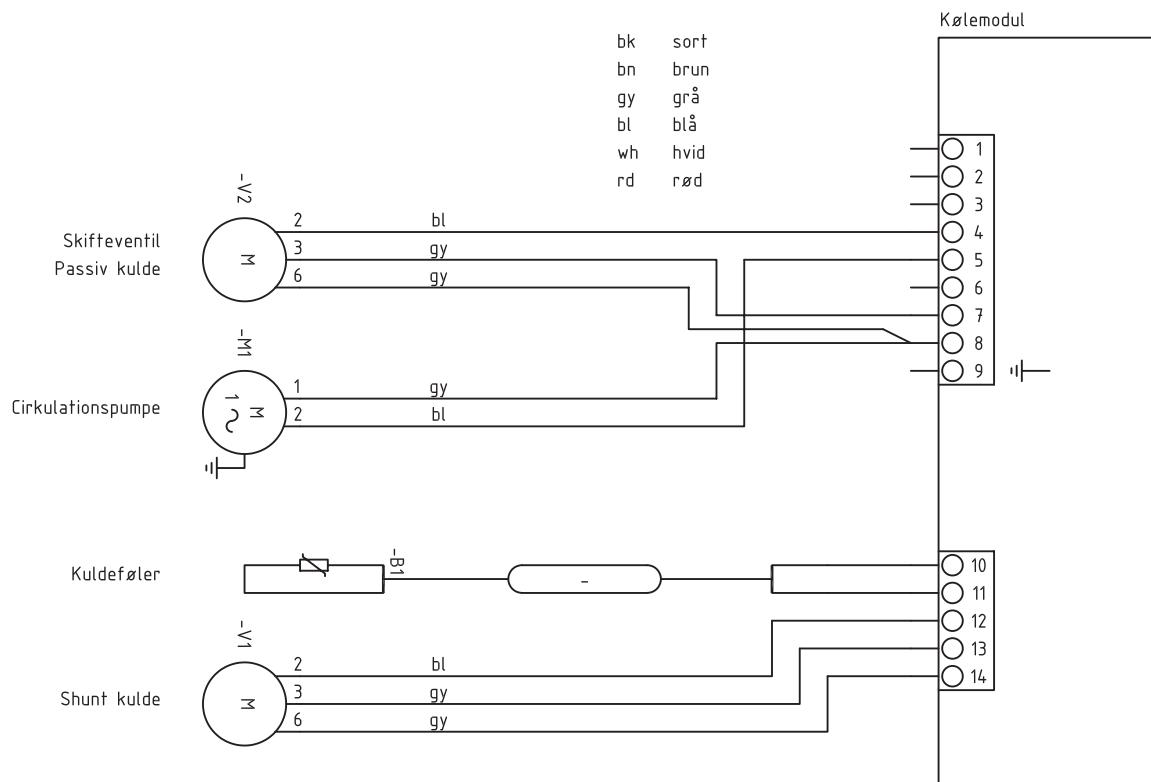 Kølemodul
bk sort
bn brun
gy grå
bl blå
wh hvid
rd rød
1
2
3
4
5
6
7
8
9
-V2
Skifteventil
Passiv kulde
M
2 bl
3 gy
6 gy
-M1
Cirkulationspumpe
M
1
1 gy
2 bl
Kuldeføler
-B1
-
10
11
12
13
14
-V1
Shunt kulde
M
2 bl
3 gy
6 gy